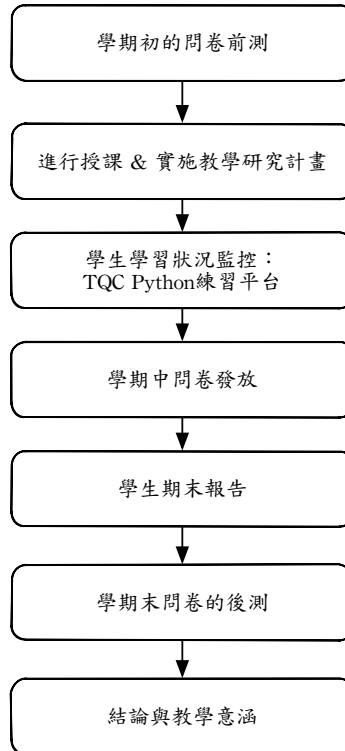 學期初的問卷前測
進行授課 & 實施教學研究計畫
學生學習狀況監控：
TQC Python練習平台
學期中問卷發放
學生期末報告
學期末問卷的後測
結論與教學意涵